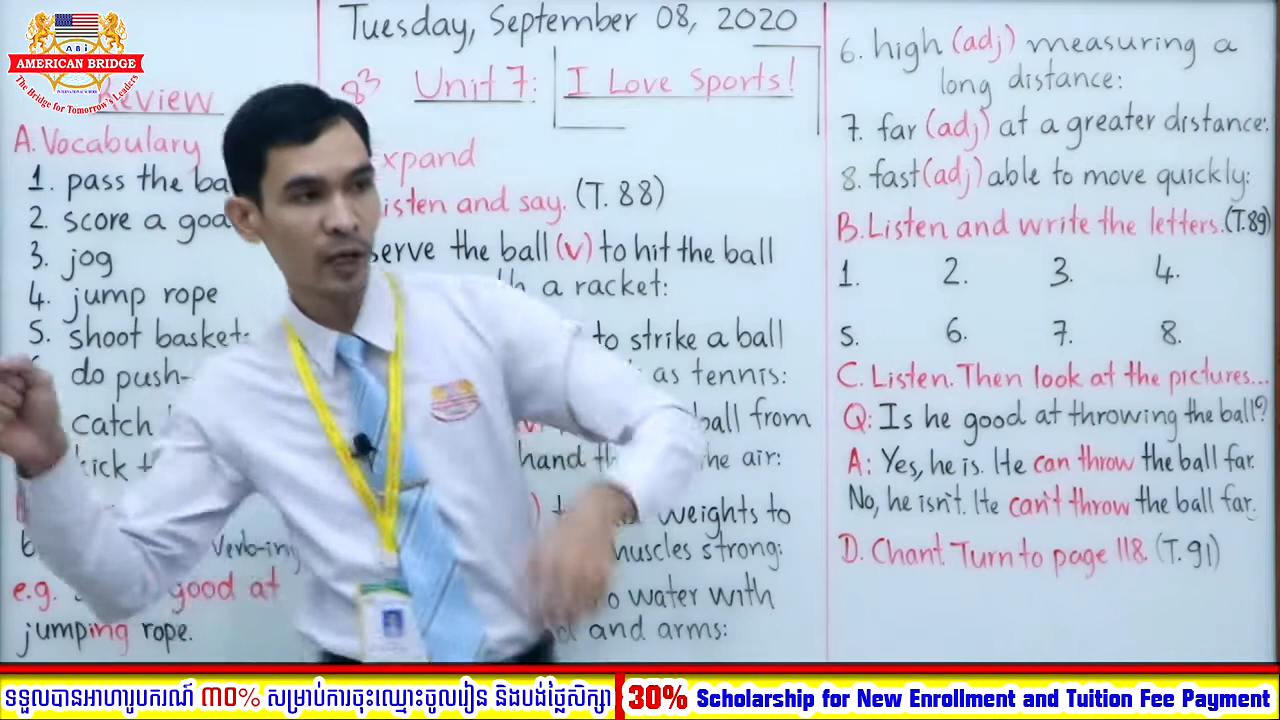 AMERICAN BRIDGE
The Bridge for Tomorrow's Leaders
Tuesday, September 08, 2020
8³ Unit 7: I Love Sports!
Review
A. Vocabulary
1. pass the ba
2. score a goa
3. jog
4. jump rope
5. shoot basket
do push-
catch
kick t
verb-ing
e.g. good at
jumping rope.
Expand
isten and say. (T. 88)
serve the ball (v) to hit the ball
h a racket:
to strike a ball
as tennis:
ball from
hand th he air:
weights to
muscles strong:
o water with
d and arms:
6. high (adj) measuring a
long distance:
7. far (adj) at a greater distance:
8. fast (adj) able to move quickly:
B. Listen and write the letters. (T.89)
1. 2. 3. 4.
5. 6. 7. 8.
C. Listen. Then look at the pictures...
Q: Is he good at throwing the ball?
A: Yes, he is. He can throw the ball far.
No, he isn't. He can't throw the ball far.
D. Chant. Turn to page 118. (T.91)
ទទួលបានអាហារូបករណ៍ ៣០% សម្រាប់ការចុះឈ្មោះចូលរៀន និងបង់ថ្លៃសិក្សា
30% Scholarship for New Enrollment and Tuition Fee Payment